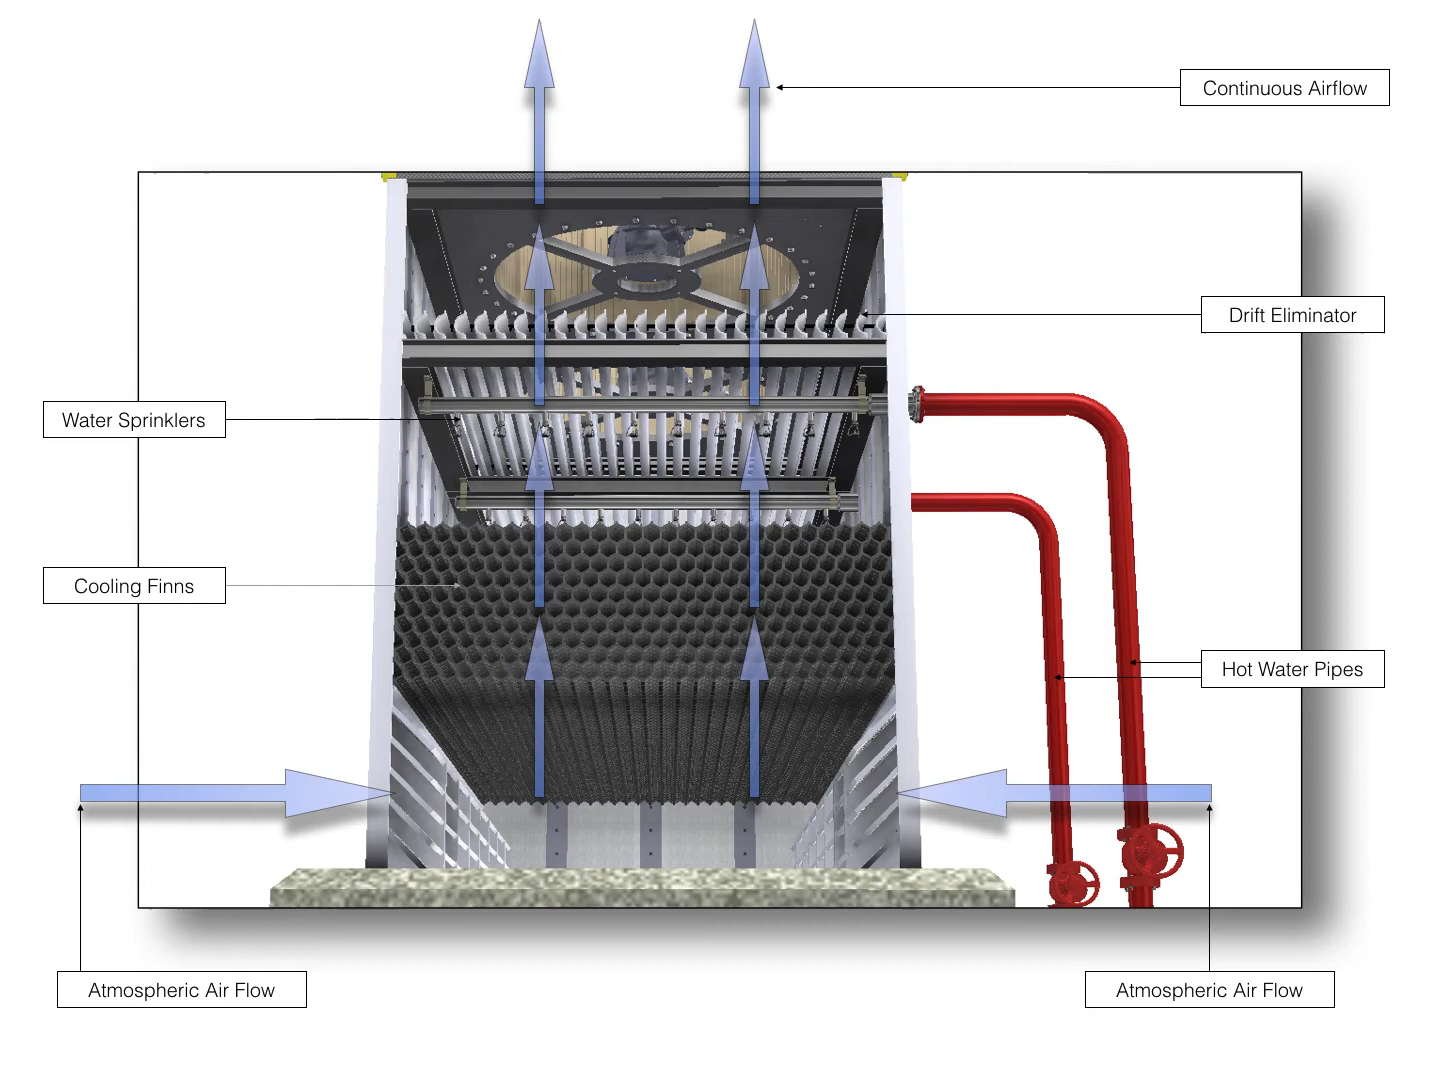 Continuous Airflow
Drift Eliminator
Water Sprinklers
Cooling Finns
Hot Water Pipes
Atmospheric Air Flow
Atmospheric Air Flow